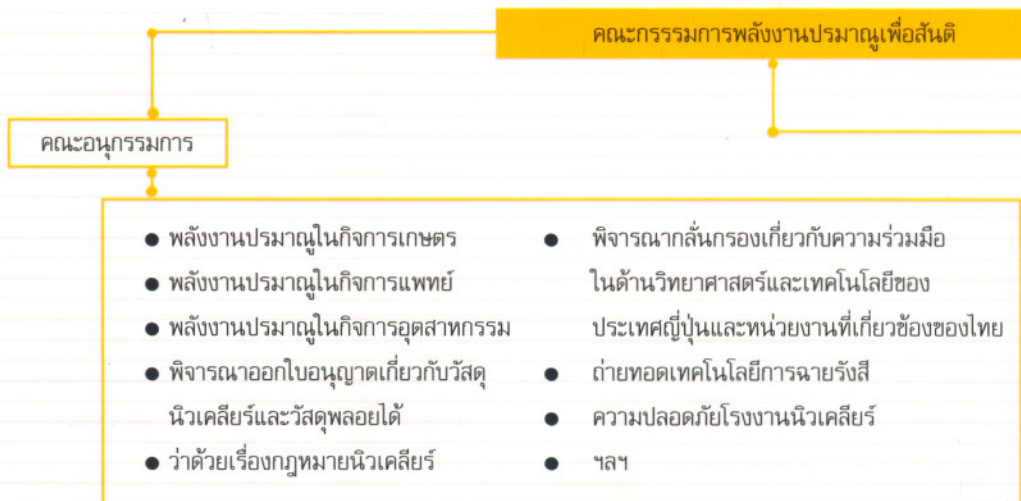 คณะกรรรมการพลังงานปรมาณูเพื่อสันติ
คณะอนุกรรมการ
● พลังงานปรมาณูในกิจการเกษตร
● พลังงานปรมาณูในกิจการแพทย์
● พลังงานปรมาณูในกิจการอุตสาหกรรม
● พิจารณาออกใบอนุญาตเกี่ยวกับวัสดุ
นิวเคลียร์และวัสดุพลอยได้
● ว่าด้วยเรื่องกฎหมายนิวเคลียร์
● พิจารณากลั่นกรองเกี่ยวกับความร่วมมือ
ในด้านวิทยาศาสตร์และเทคโนโลยีของ
ประเทศญี่ปุ่นและหน่วยงานที่เกี่ยวข้องของไทย
● ถ่ายทอดเทคโนโลยีการฉายรังสี
● ความปลอดภัยโรงงานนิวเคลียร์
● ฯลฯ